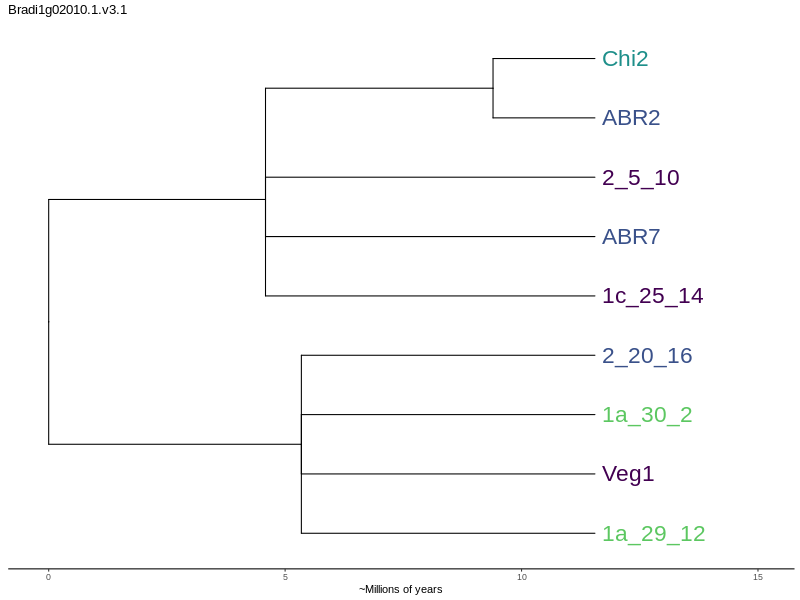 Bradi1g02010.1.v3.1
Chi2
ABR2
2_5_10
ABR7
1c_25_14
2_20_16
1a_30_2
Veg1
1a_29_12
0 5 10 15
~Millions of years